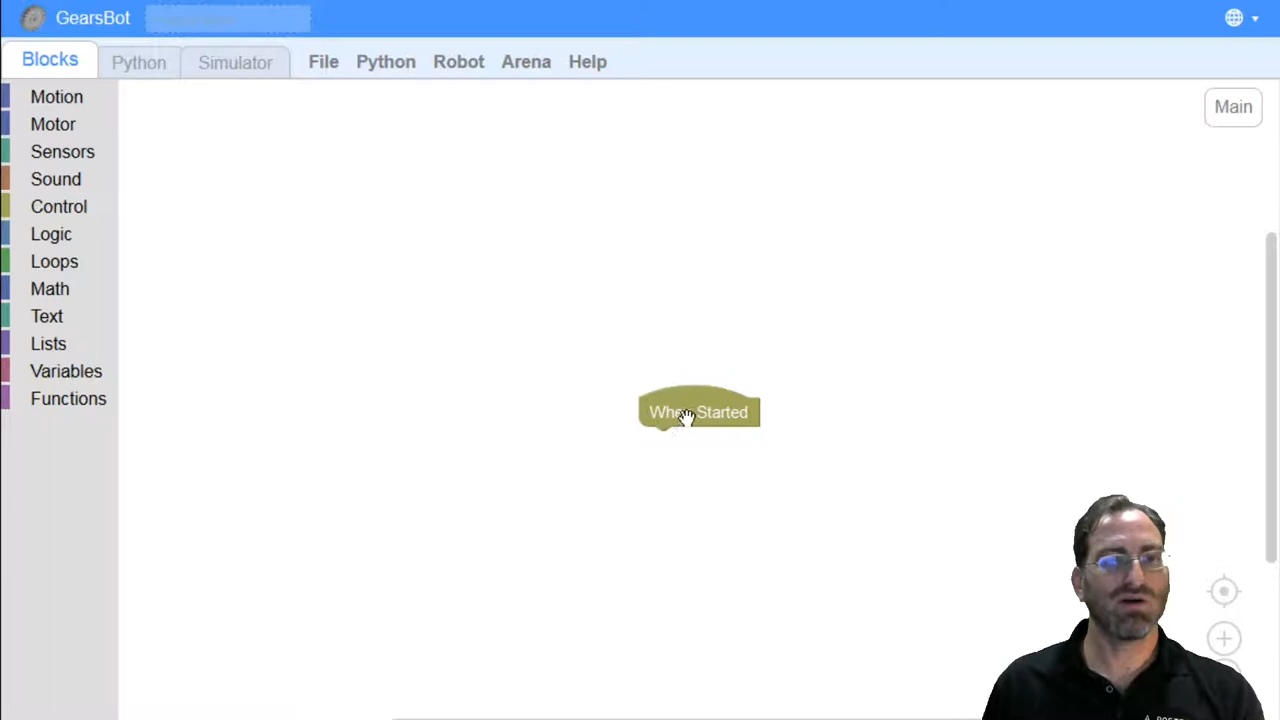 GearsBot
Blocks
Python
Simulator
File
Python
Robot
Arena
Help
Main
Motion
Motor
Sensors
Sound
Control
Logic
Loops
Math
Text
Lists
Variables
Functions
When Started